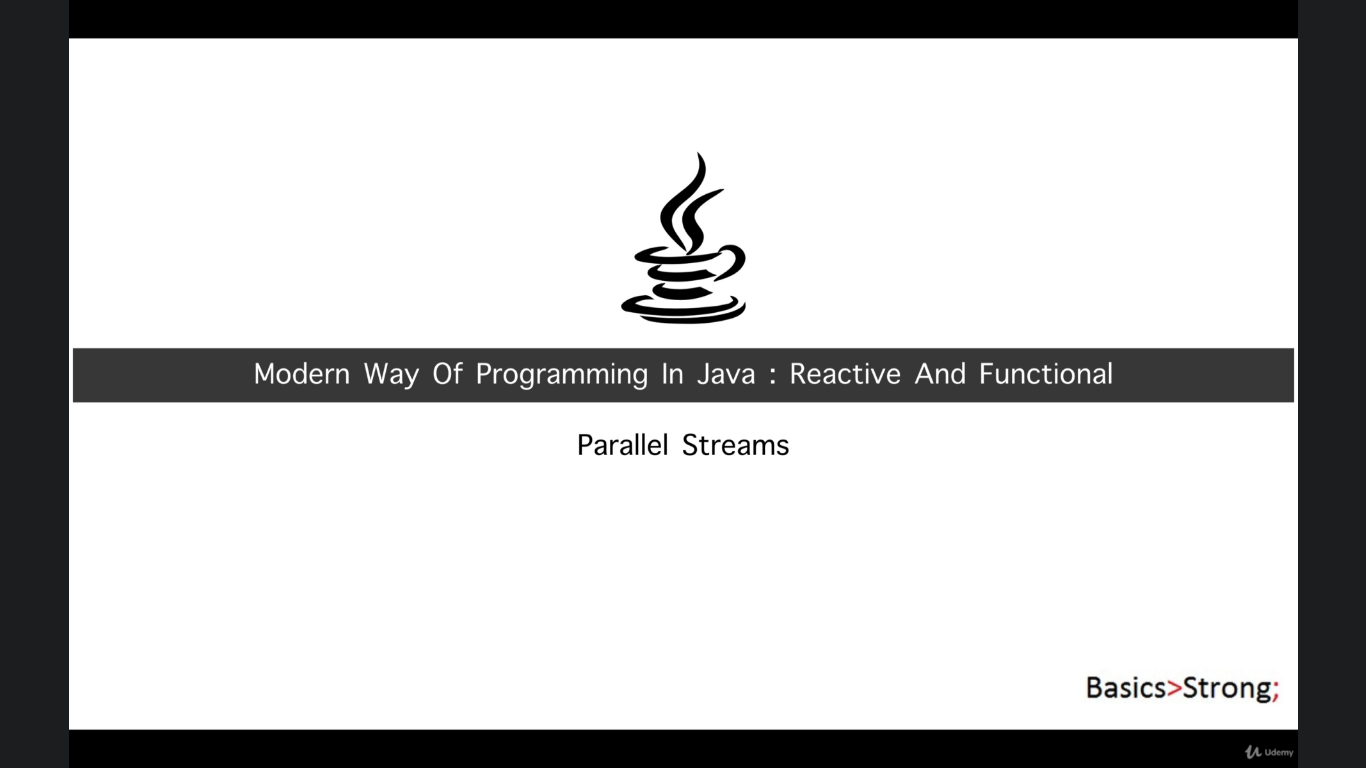 Modern Way Of Programming In Java : Reactive And Functional
Parallel Streams
Basics>Strong;
Udemy